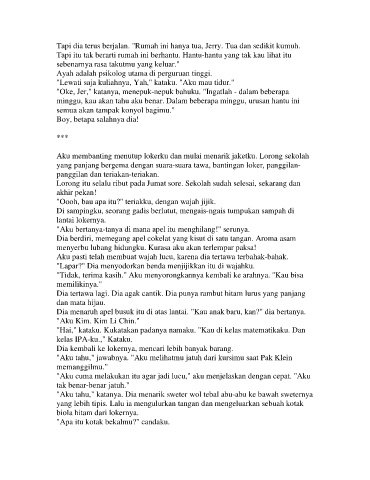 Tapi dia terus berjalan. "Rumah ini hanya tua, Jerry. Tua dan sedikit kumuh.
Tapi itu tak berarti rumah ini berhantu. Hantu-hantu yang tak kau lihat itu
sebenarnya rasa takutmu yang keluar."
Ayah adalah psikolog utama di perguruan tinggi.
"Lewati saja kuliahnya, Yah," kataku. "Aku mau tidur."
"Oke, Jer," katanya, menepuk-nepuk bahuku. "Ingatlah - dalam beberapa
minggu, kau akan tahu aku benar. Dalam beberapa minggu, urusan hantu ini
semua akan tampak konyol bagimu."
Boy, betapa salahnya dia!
***
Aku membanting menutup lokerku dan mulai menarik jaketku. Lorong sekolah
yang panjang bergema dengan suara-suara tawa, bantingan loker, panggilan-
panggilan dan teriakan-teriakan.
Lorong itu selalu ribut pada Jumat sore. Sekolah sudah selesai, sekarang dan
akhir pekan!
"Oooh, bau apa itu?" teriakku, dengan wajah jijik.
Di sampingku, seorang gadis berlutut, mengais-ngais tumpukan sampah di
lantai lokernya.
"Aku bertanya-tanya di mana apel itu menghilang!" serunya.
Dia berdiri, memegang apel cokelat yang kisut di satu tangan. Aroma asam
menyerbu lubang hidungku. Kurasa aku akan terlempar paksa!
Aku pasti telah membuat wajah lucu, karena dia tertawa terbahak-bahak.
"Lapar?" Dia menyodorkan benda menjijikkan itu di wajahku.
"Tidak, terima kasih." Aku menyorongkannya kembali ke arahnya. "Kau bisa
memilikinya."
Dia tertawa lagi. Dia agak cantik. Dia punya rambut hitam lurus yang panjang
dan mata hijau.
Dia menaruh apel busuk itu di atas lantai. "Kau anak baru, kan?" dia bertanya.
"Aku Kim. Kim Li Chin."
"Hai," kataku. Kukatakan padanya namaku. "Kau di kelas matematikaku. Dan
kelas IPA-ku.," Kataku.
Dia kembali ke lokernya, mencari lebih banyak barang.
"Aku tahu," jawabnya. "Aku melihatmu jatuh dari kursimu saat Pak Klein
memanggilmu."
"Aku cuma melakukan itu agar jadi lucu," aku menjelaskan dengan cepat. "Aku
tak benar-benar jatuh."
"Aku tahu," katanya. Dia menarik sweter wol tebal abu-abu ke bawah sweternya
yang lebih tipis. Lalu ia mengulurkan tangan dan mengeluarkan sebuah kotak
biola hitam dari lokernya.
"Apa itu kotak bekalmu?" candaku.